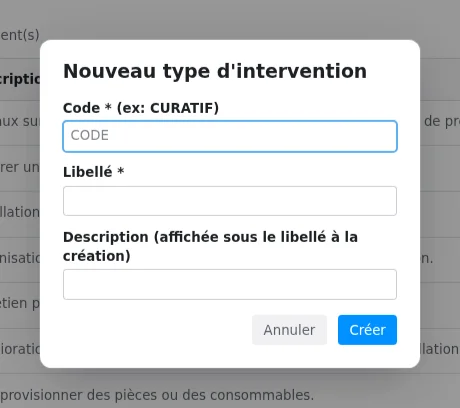 ent(s)
Nouveau type d'intervention
Code * (ex: CURATIF)
CODE
Libellé *
Description (affichée sous le libellé à la
création)
Annuler
Créer
provisionner des pièces ou des consommables.